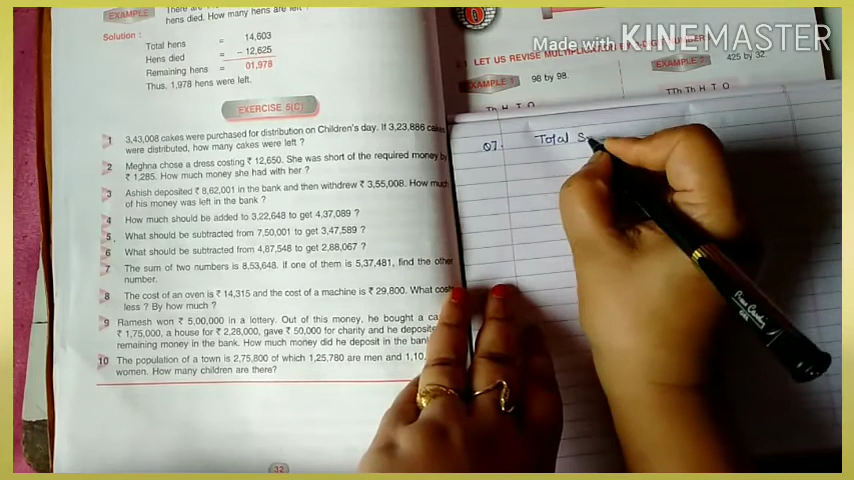 EXAMPLE There are
hens died. How many hens are left ?
Solution :
Total hens = 14,603
Hens died = – 12,625
Remaining hens = 01,978
Thus, 1,978 hens were left.
EXERCISE 5(C)
1 3,43,008 cakes were purchased for distribution on Children's day. If 3,23,886 cakes
were distributed, how many cakes were left ?
2 Meghna chose a dress costing ₹ 12,650. She was short of the required money by
₹ 1,285. How much money she had with her ?
3 Ashish deposited ₹ 8,62,001 in the bank and then withdrew ₹ 3,55,008. How much
of his money was left in the bank ?
4 How much should be added to 3,22,648 to get 4,37,089 ?
5 What should be subtracted from 7,50,001 to get 3,47,589 ?
6 What should be subtracted from 4,87,548 to get 2,88,067 ?
7 The sum of two numbers is 8,53,648. If one of them is 5,37,481, find the other
number.
8 The cost of an oven is ₹ 14,315 and the cost of a machine is ₹ 29,800. What costs
less ? By how much ?
9 Ramesh won ₹ 5,00,000 in a lottery. Out of this money, he bought a ca
₹ 1,75,000, a house for ₹ 2,28,000, gave ₹ 50,000 for charity and he deposite
remaining money in the bank. How much money did he deposit in the bank
10 The population of a town is 2,75,800 of which 1,25,780 are men and 1,10,
women. How many children are there?
32
Made with KINEMASTER
LET US REVISE MULTIPLICATION BY
EXAMPLE 1 98 by 98.
EXAMPLE 2 425 by 32.
Th H T O
TTh Th H T O
Q7. Total S